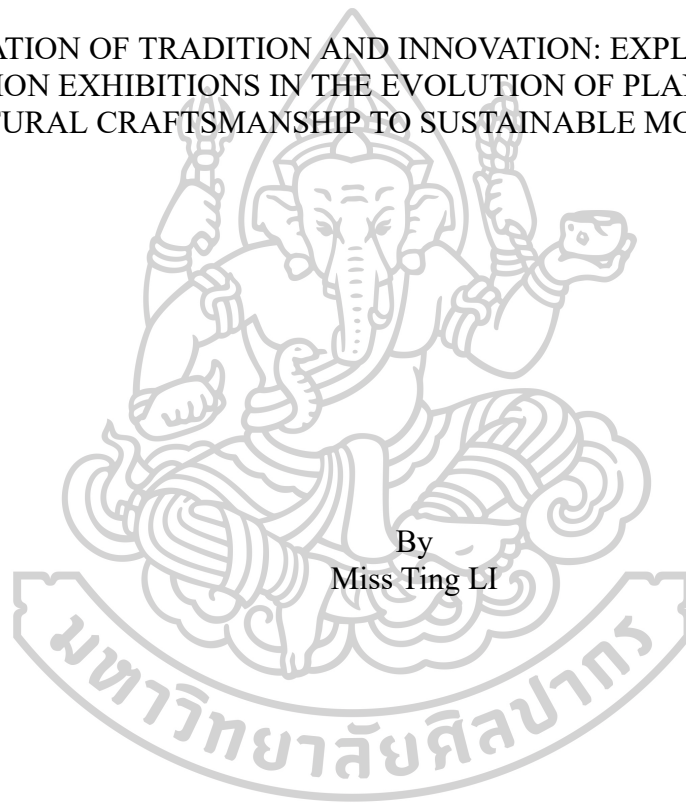 ATION OF TRADITION AND INNOVATION: EXPL
ION EXHIBITIONS IN THE EVOLUTION OF PLA
TURAL CRAFTSMANSHIP TO SUSTAINABLE MO
By
Miss Ting LI
มหาวิทยาลัยศิลปากร